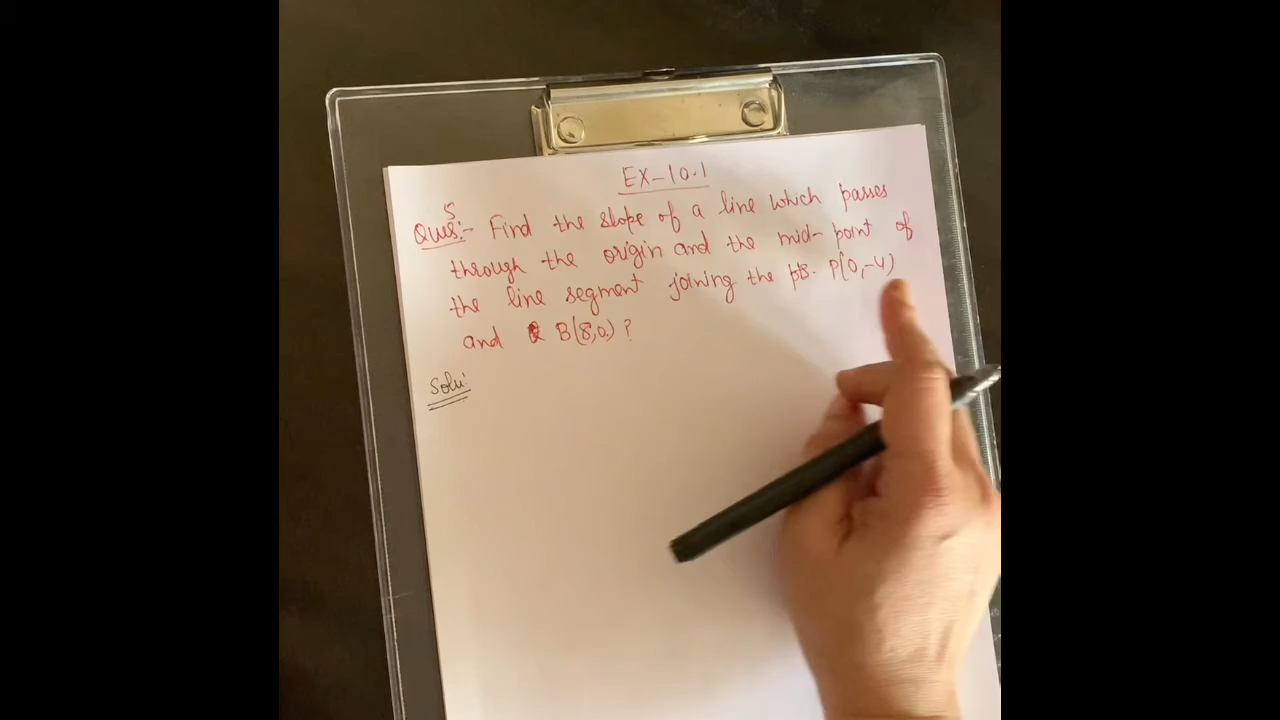 EX-10.1
5
Ques:- Find the slope of a line which passes
through the origin and the mid-point of
the line segment joining the pts. P(0,-4)
and B(8,0.) ?
Solu: